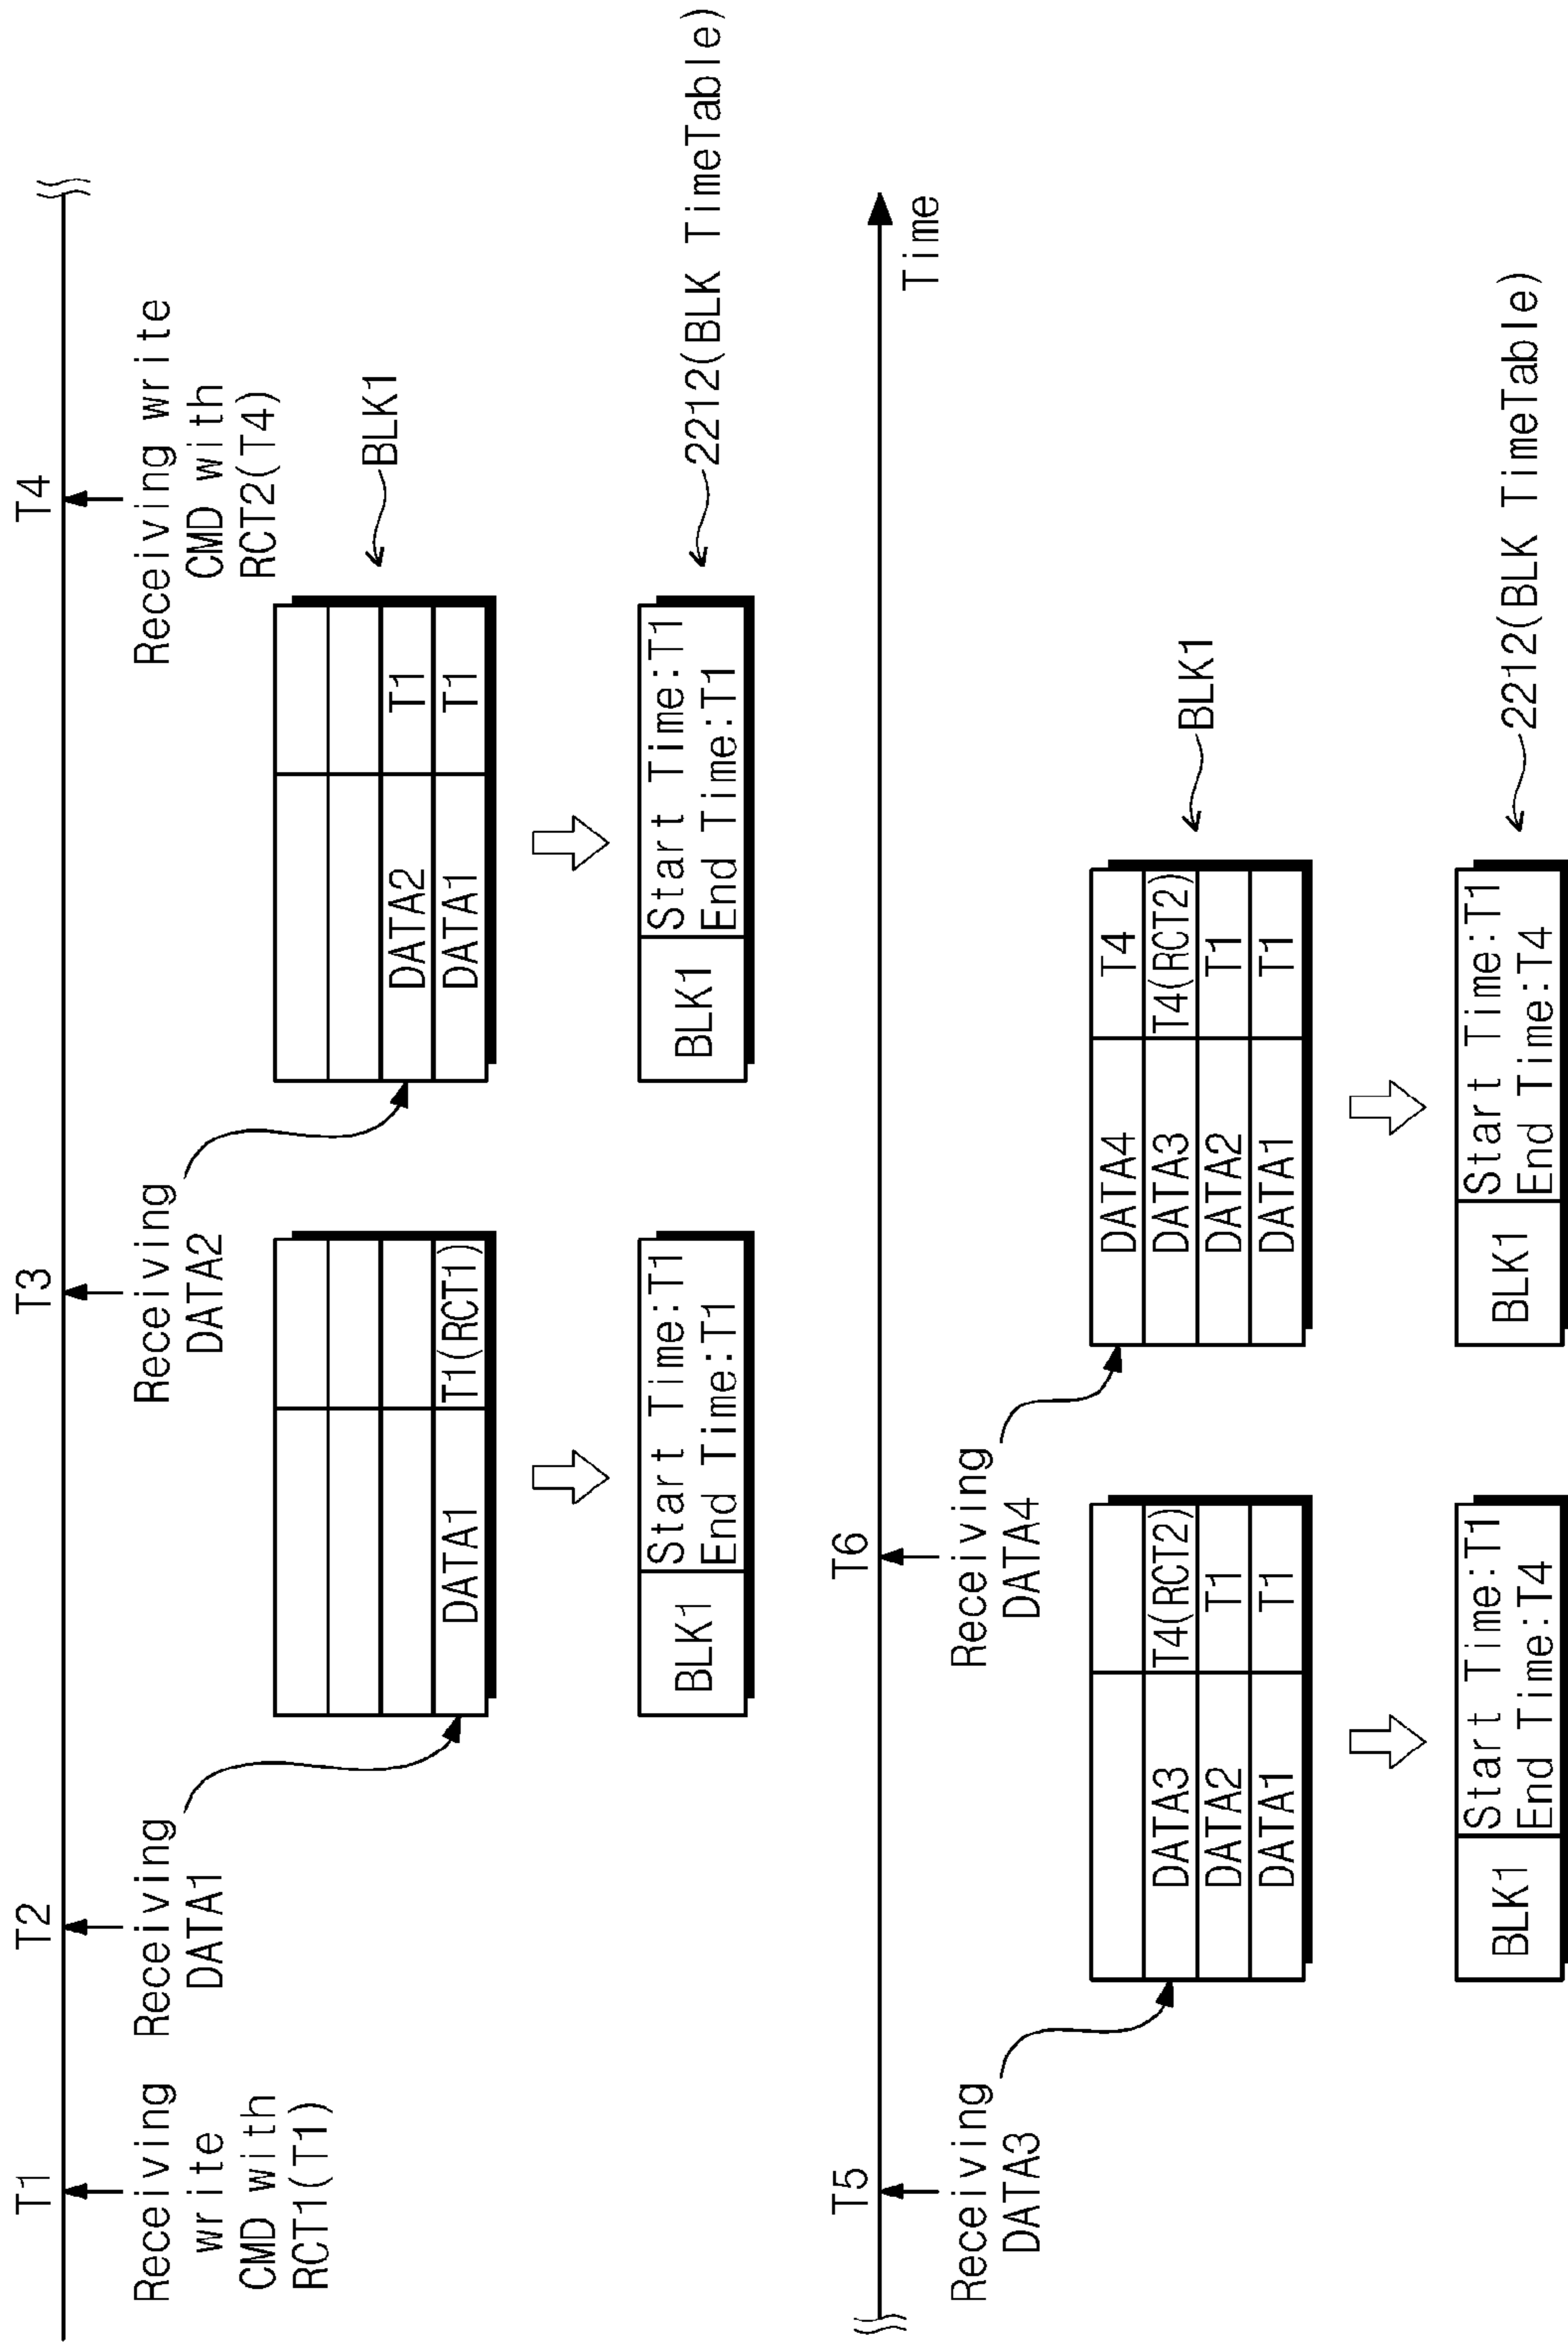 T1
T2
T3
T4
Receiving
write
CMD with
RCT1(T1)
Receiving
DATA1
Receiving
DATA2
Receiving write
CMD with
RCT2(T4)
DATA1 T1(RCT1)
BLK1
Start Time:T1
End Time:T1
DATA2 T1
DATA1 T1
BLK1
BLK1
Start Time:T1
End Time:T1
2212(BLK TimeTable)
T5
T6
Time
Receiving
DATA3
Receiving
DATA4
DATA3 T4(RCT2)
DATA2 T1
DATA1 T1
BLK1
Start Time:T1
End Time:T4
DATA4 T4
DATA3 T4(RCT2)
DATA2 T1
DATA1 T1
BLK1
BLK1
Start Time:T1
End Time:T4
2212(BLK TimeTable)